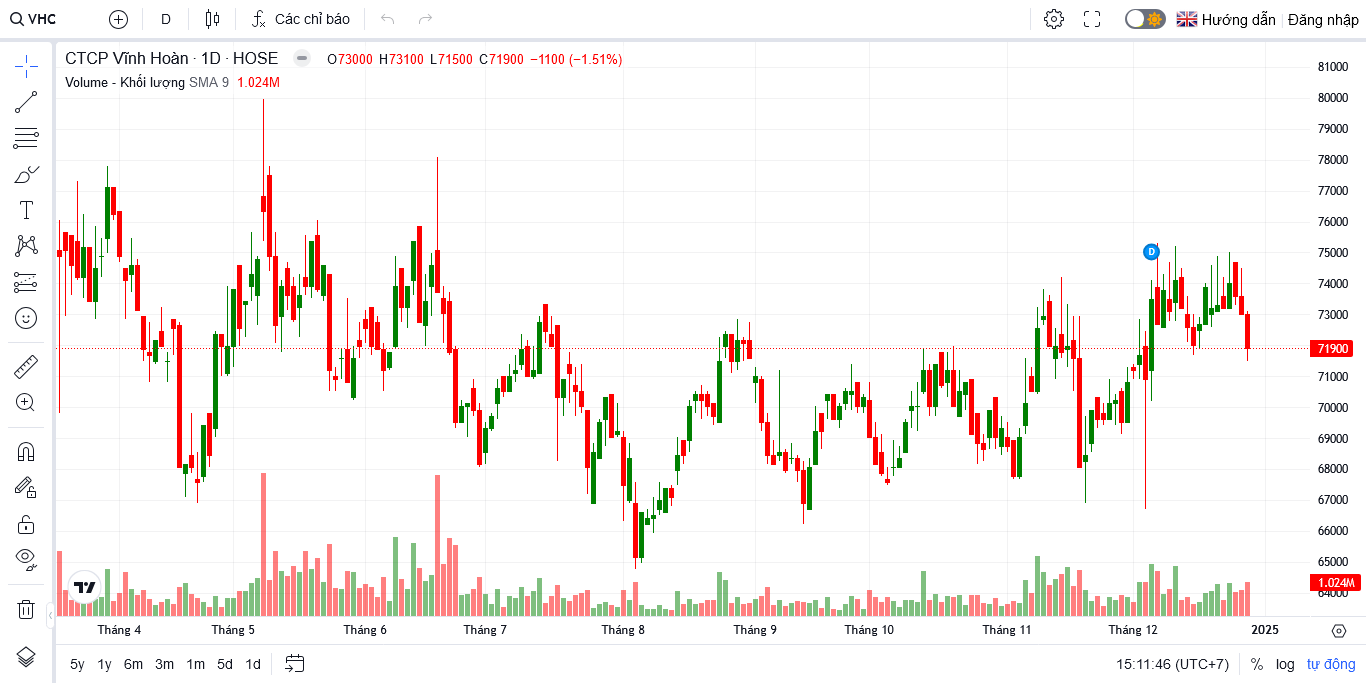 VHC D Các chỉ báo Hướng dẫn Đăng nhập
CTCP Vĩnh Hoàn · 1D · HOSE O73000 H73100 L71500 C71900 −1100 (−1.51%)
Volume - Khối lượng SMA 9 1.024M
81000
80000
79000
78000
77000
76000
75000
D
74000
73000
71900
71000
70000
69000
68000
67000
66000
65000
1.024M
64000
Tháng 4 Tháng 5 Tháng 6 Tháng 7 Tháng 8 Tháng 9 Tháng 10 Tháng 11 Tháng 12 2025
5y 1y 6m 3m 1m 5d 1d 15:11:46 (UTC+7) % log tự động